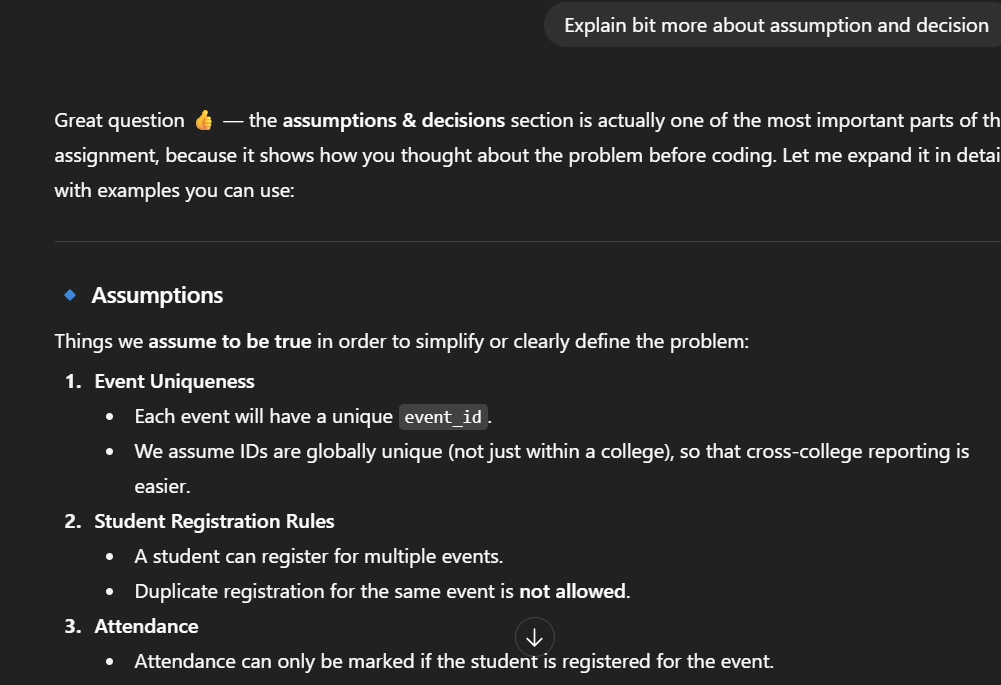 Explain bit more about assumption and decision
Great question 👍 — the assumptions & decisions section is actually one of the most important parts of th
assignment, because it shows how you thought about the problem before coding. Let me expand it in detai
with examples you can use:
Assumptions
Things we assume to be true in order to simplify or clearly define the problem:
1. Event Uniqueness
• Each event will have a unique event_id.
• We assume IDs are globally unique (not just within a college), so that cross-college reporting is
easier.
2. Student Registration Rules
• A student can register for multiple events.
• Duplicate registration for the same event is not allowed.
3. Attendance
• Attendance can only be marked if the student is registered for the event.